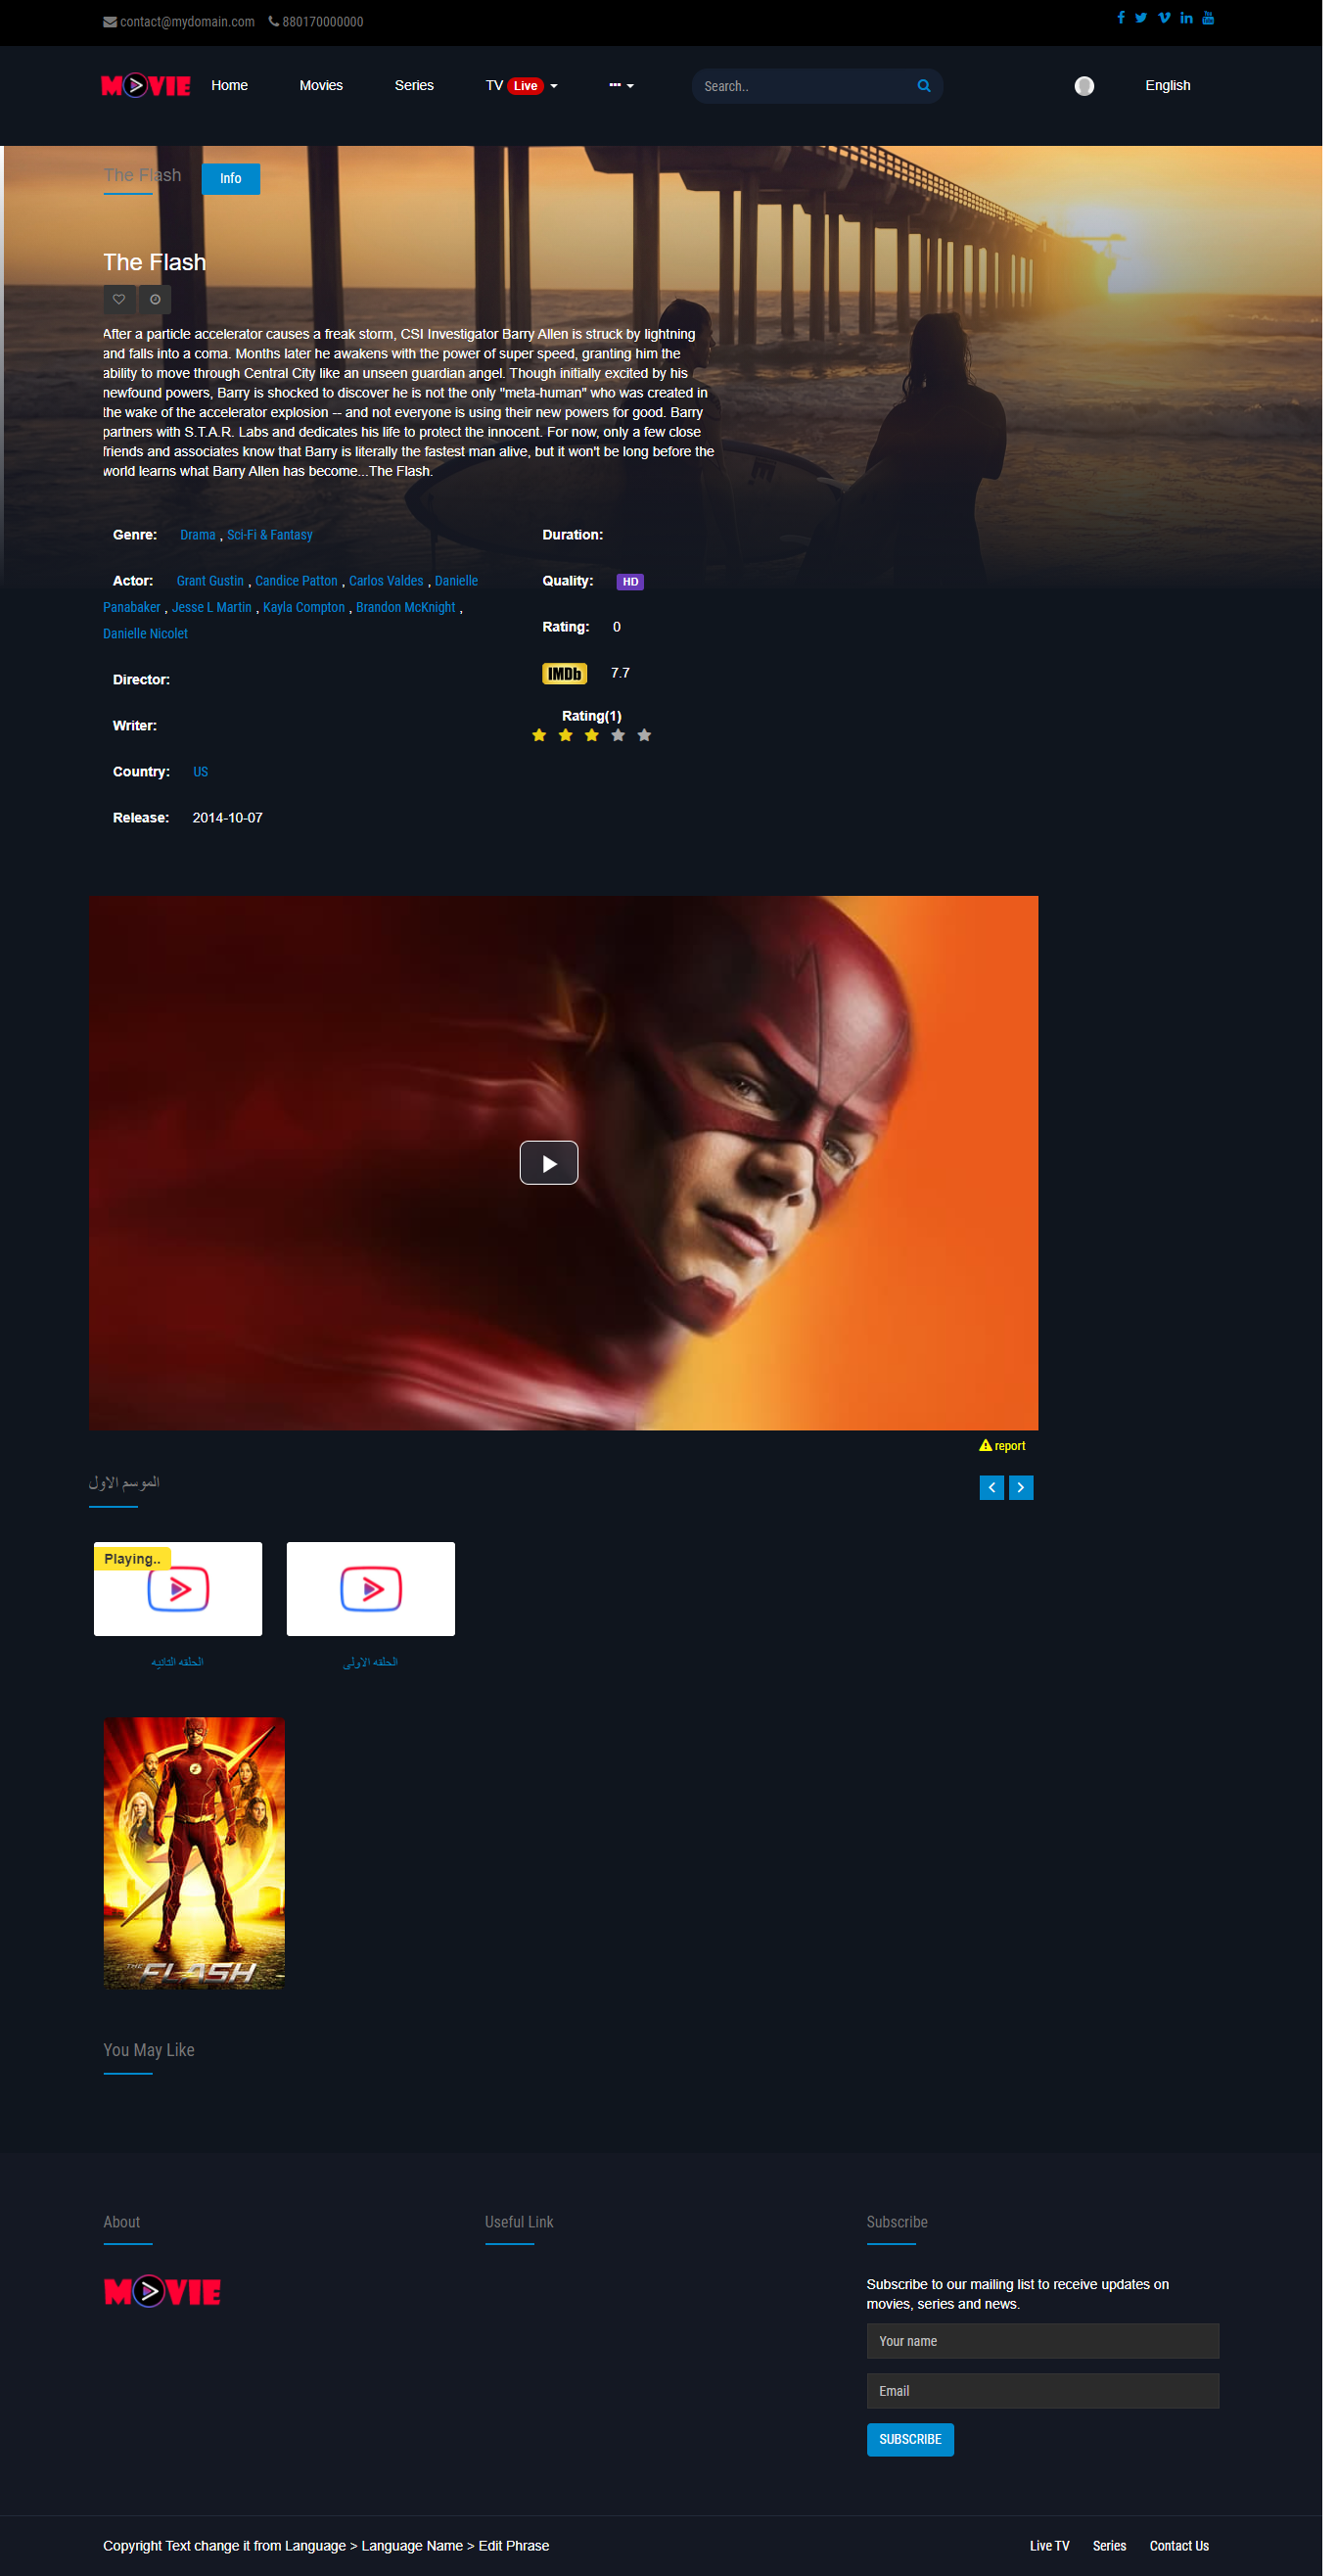 contact@mydomain.com 880170000000
MOVIE Home Movies Series TV Live Search.. English
The Flash Info
The Flash
After a particle accelerator causes a freak storm, CSI Investigator Barry Allen is struck by lightning
and falls into a coma. Months later he awakens with the power of super speed, granting him the
ability to move through Central City like an unseen guardian angel. Though initially excited by his
newfound powers, Barry is shocked to discover he is not the only "meta-human" who was created in
the wake of the accelerator explosion -- and not everyone is using their new powers for good. Barry
partners with S.T.A.R. Labs and dedicates his life to protect the innocent. For now, only a few close
friends and associates know that Barry is literally the fastest man alive, but it won't be long before the
world learns what Barry Allen has become...The Flash.
Genre: Drama , Sci-Fi & Fantasy
Actor: Grant Gustin , Candice Patton , Carlos Valdes , Danielle
Panabaker , Jesse L Martin , Kayla Compton , Brandon McKnight ,
Danielle Nicolet
Director:
Writer:
Country: US
Release: 2014-10-07
Duration:
Quality: HD
Rating: 0
IMDb 7.7
Rating(1)
report
الموسم الاول
Playing..
الحلقه الثانيه
الحلقه الاولى
THE FLASH
You May Like
About
MOVIE
Useful Link
Subscribe
Subscribe to our mailing list to receive updates on
movies, series and news.
Your name
Email
SUBSCRIBE
Copyright Text change it from Language > Language Name > Edit Phrase
Live TV Series Contact Us